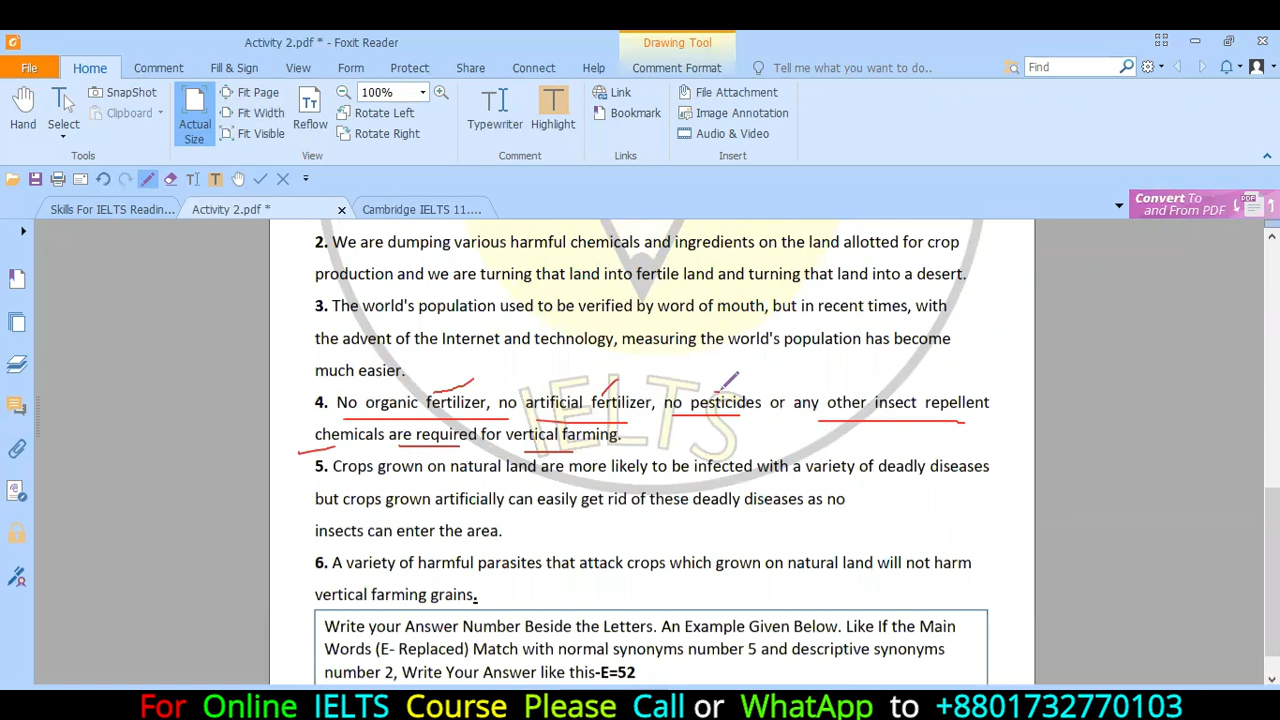 Activity 2.pdf * - Foxit Reader
Drawing Tool
File Home Comment Fill & Sign View Form Protect Share Connect Help Comment Format Tell me what you want to do.. Find
Hand Select SnapShot Clipboard Actual Size Fit Page Fit Width Fit Visible Reflow 100% Rotate Left Rotate Right Typewriter Highlight Link Bookmark File Attachment Image Annotation Audio & Video
Tools View Comment Links Insert
Skills For IELTS Readin... Activity 2.pdf * Cambridge IELTS 11....
Convert To
and From PDF
PDF
2. We are dumping various harmful chemicals and ingredients on the land allotted for crop
production and we are turning that land into fertile land and turning that land into a desert.
3. The world's population used to be verified by word of mouth, but in recent times, with
the advent of the Internet and technology, measuring the world's population has become
much easier.
IELTS
4. No organic fertilizer, no artificial fertilizer, no pesticides or any other insect repellent
chemicals are required for vertical farming.
5. Crops grown on natural land are more likely to be infected with a variety of deadly diseases
but crops grown artificially can easily get rid of these deadly diseases as no
insects can enter the area.
6. A variety of harmful parasites that attack crops which grown on natural land will not harm
vertical farming grains.
Write your Answer Number Beside the Letters. An Example Given Below. Like If the Main
Words (E- Replaced) Match with normal synonyms number 5 and descriptive synonyms
number 2, Write Your Answer like this-E=52
For Online IELTS Course Please Call or WhatApp to +8801732770103